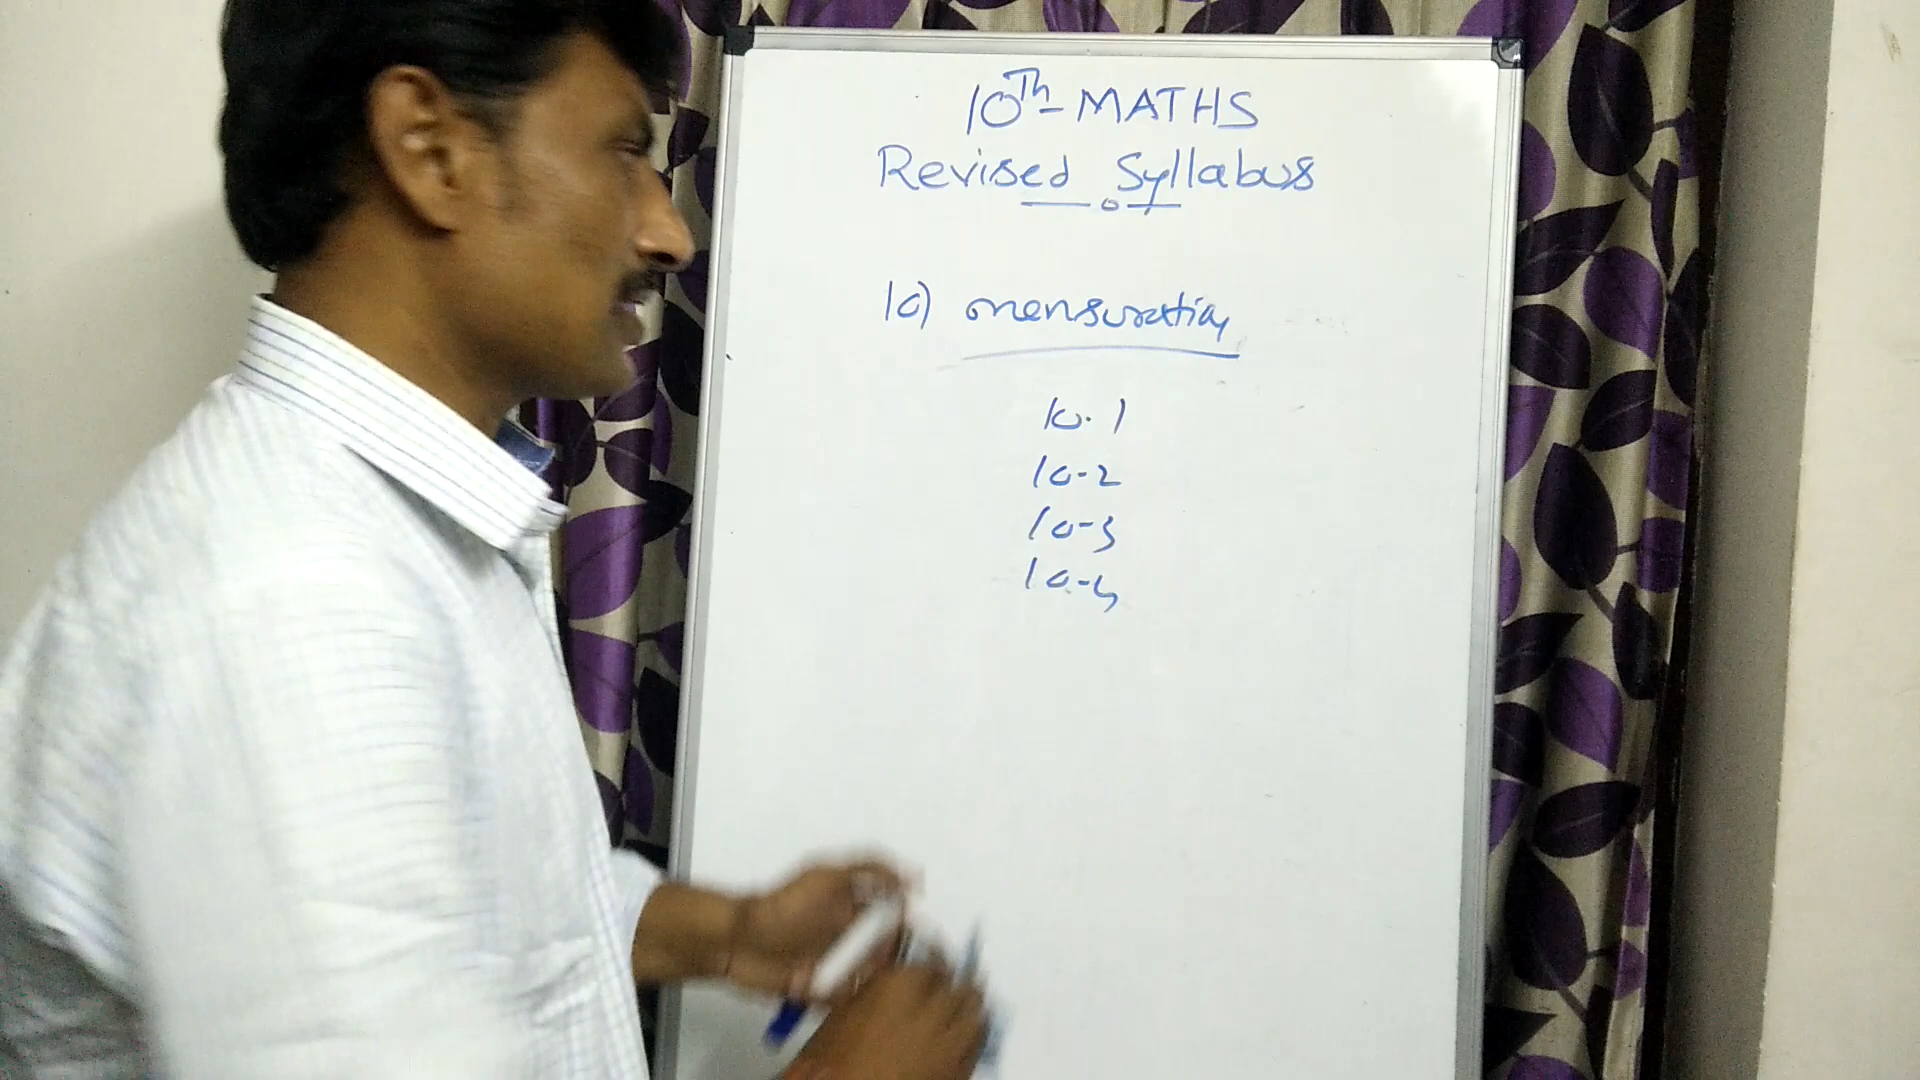 10Th - MATHS
Revised Syllabus
10) mensuration
10.1
10-2
10-3
10-4